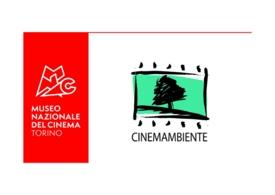 MUSEO
NAZIONALE
DEL CINEMA
TORINO
CINEMAMBIENTE